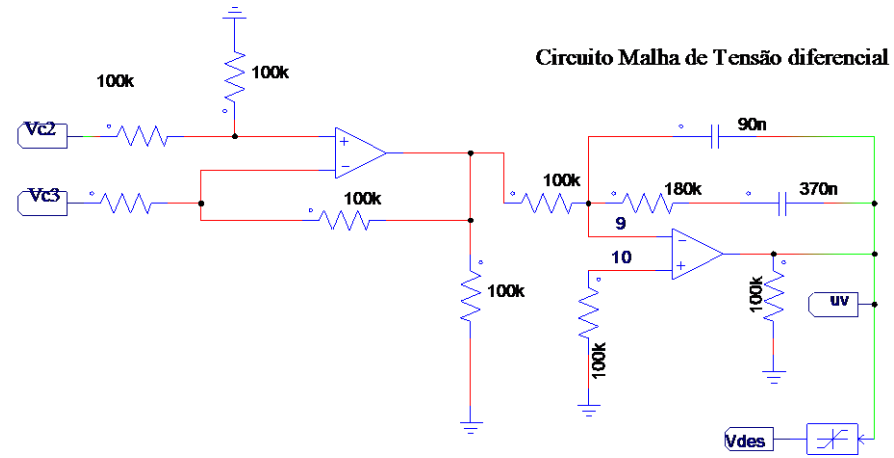 Circuito Malha de Tensão diferencial
100k
100k
Vc2
90n
Vc3
100k
100k
180k
370n
9
10
100k
100k
uv
100k
Vdes